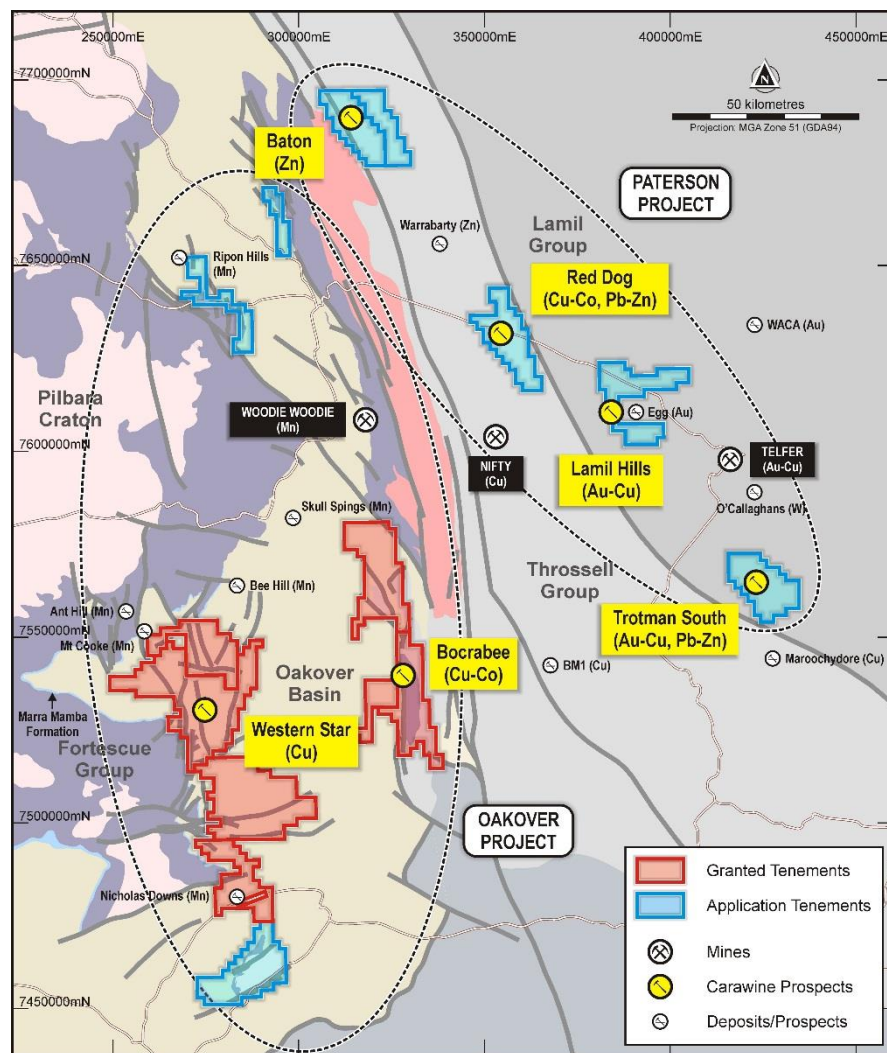 250000mE
300000mE
350000mE
400000mE
450000mE
7700000mN
N
50 kilometres
Projection: MGA Zone 51 (GDA94)
Baton
(Zn)
PATERSON
PROJECT
Warrabarty (Zn)
Lamil
Group
7650000mN
Ripon Hills
(Mn)
Red Dog
(Cu-Co, Pb-Zn)
WACA (Au)
Pilbara
Craton
WOODIE WOODIE
(Mn)
Egg (Au)
7600000mN
NIFTY
(Cu)
Lamil Hills
(Au-Cu)
TELFER
(Au-Cu)
O'Callaghans (W)
Skull Spings (Mn)
Throssell
Group
Bee Hill (Mn)
Ant Hill (Mn)
Mt Cooke (Mn)
7550000mN
Trotman South
(Au-Cu, Pb-Zn)
Bocrabee
(Cu-Co)
BM1 (Cu)
Maroochydore (Cu)
Oakover
Basin
Marra Mamba
Formation
Western Star
(Cu)
Fortescue
Group
7500000mN
OAKOVER
PROJECT
Nicholas Downs (Mn)
7450000mN
Granted Tenements
Application Tenements
Mines
Carawine Prospects
Deposits/Prospects